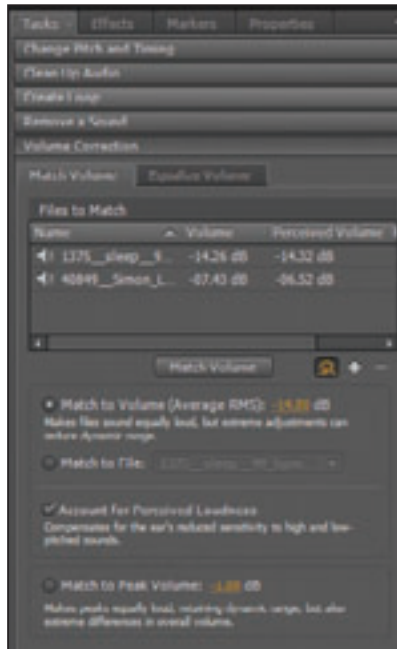 Tasks Effects Markers Properties
Change Pitch and Timing
Clean Up Audio
Create Loop
Remove a Sound
Volume Correction
Match Volume Equalize Volume
Files to Match
Name Volume Perceived Volume
1375__sleep__9... -14.26 dB -14.32 dB
40849__Simon_L... -07.43 dB -06.52 dB
Match Volume
Match to Volume (Average RMS): dB
Makes files sound equally loud, but extreme adjustments can
reduce dynamic range.
Match to File: 1375__sleep__
Account for Perceived Loudness
Compensates for the ear's reduced sensitivity to high and low-
pitched sounds.
Match to Peak Volume: dB
Makes peaks equally loud, retaining dynamic range, but also
extreme differences in overall volume.